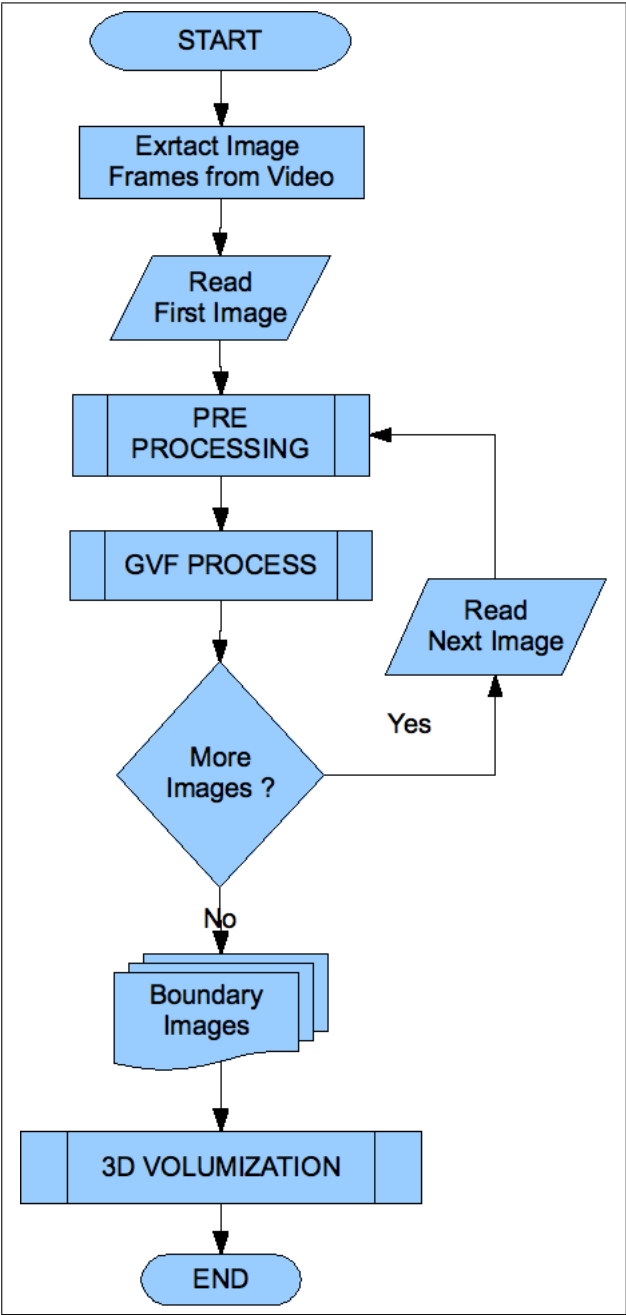 START
Exrtact Image
Frames from Video
Read
First Image
PRE
PROCESSING
GVF PROCESS
Read
Next Image
Yes
More
Images ?
No
Boundary
Images
3D VOLUMIZATION
END